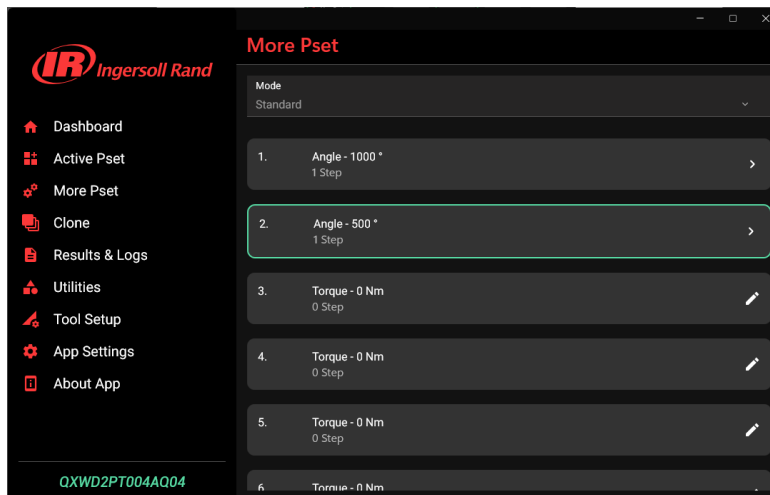 IR Ingersoll Rand
Dashboard
Active Pset
More Pset
Clone
Results & Logs
Utilities
Tool Setup
App Settings
About App
QXWD2PT004AQ04
More Pset
Mode
Standard
1. Angle - 1000 °
1 Step
2. Angle - 500 °
1 Step
3. Torque - 0 Nm
0 Step
4. Torque - 0 Nm
0 Step
5. Torque - 0 Nm
0 Step
6. Torque - 0 Nm